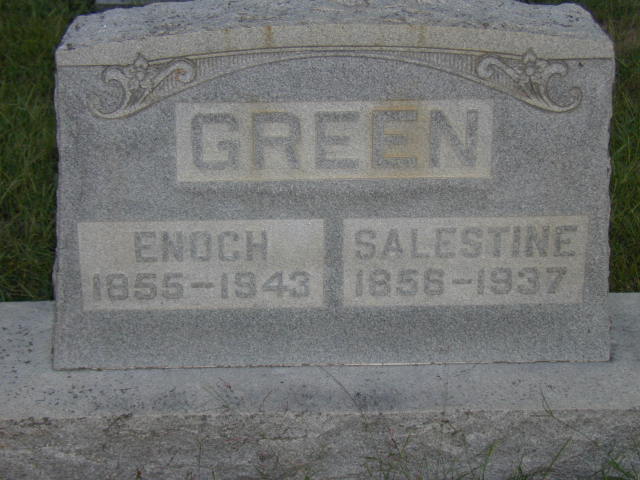 GREEN
ENOCH
1855-1943
SALESTINE
1856-1937